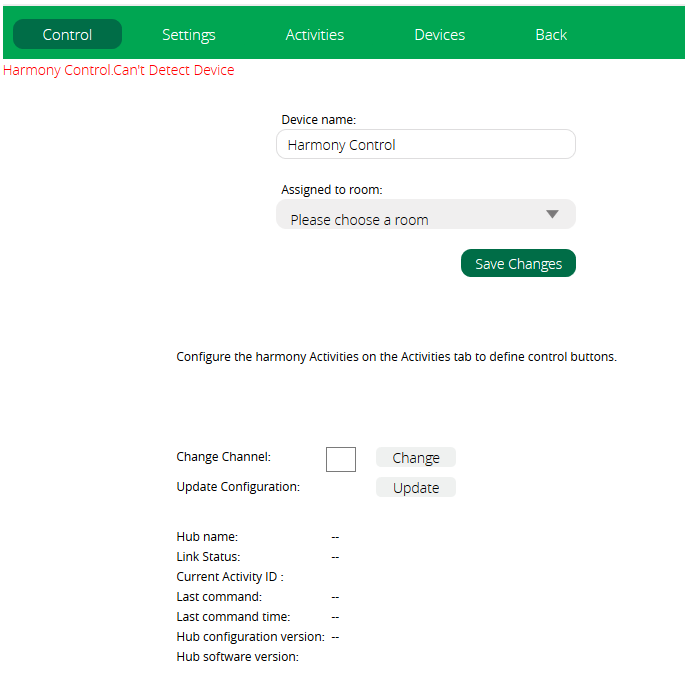 Control Settings Activities Devices Back
Harmony Control.Can't Detect Device
Device name:
Harmony Control
Assigned to room:
Please choose a room
Save Changes
Configure the harmony Activities on the Activities tab to define control buttons.
Change Channel: Change
Update Configuration: Update
Hub name: --
Link Status: --
Current Activity ID :
Last command: --
Last command time: --
Hub configuration version: --
Hub software version: